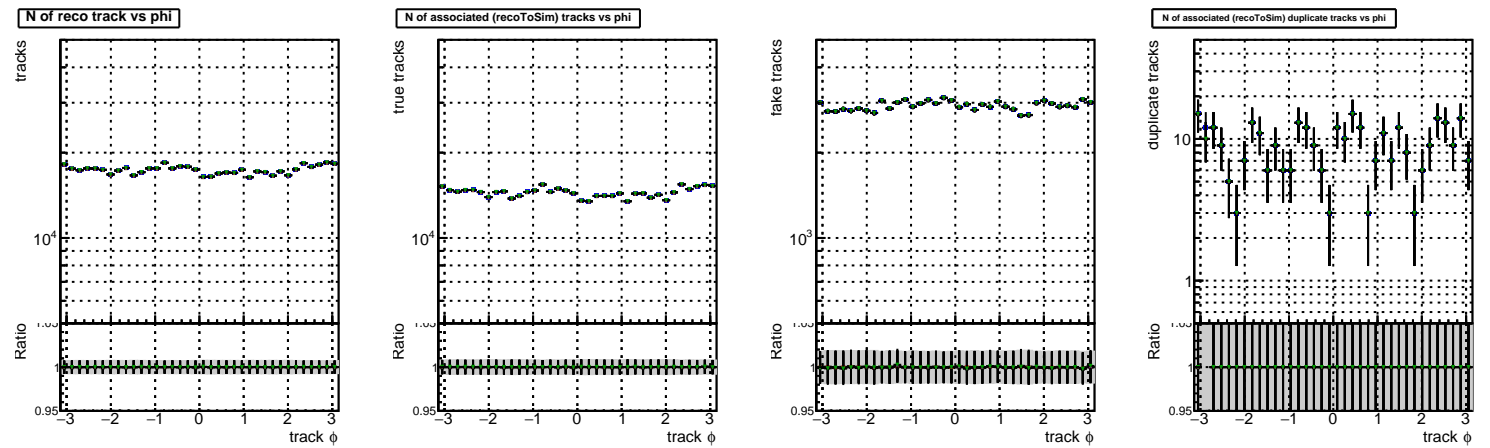 N of reco track vs phi
tracks
10⁴
Ratio
1
0.95
−3 −2 −1 0 1 2 3
track ϕ
N of associated (recoToSim) tracks vs phi
true tracks
10⁴
Ratio
1
0.95
−3 −2 −1 0 1 2 3
track ϕ
fake tracks
10³
Ratio
1
0.95
−3 −2 −1 0 1 2 3
track ϕ
N of associated (recoToSim) duplicate tracks vs phi
duplicate tracks
10
1
Ratio
1
0.95
−3 −2 −1 0 1 2 3
track ϕ